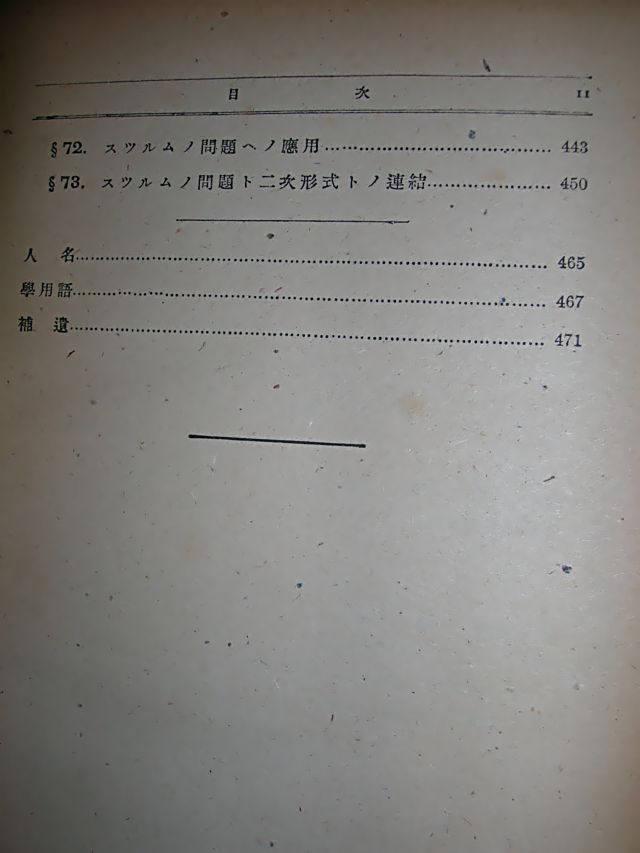 目 次 11
§72. スツルムノ問題ヘノ應用 443
§73. スツルムノ問題ト二次形式トノ連結 450
人 名 465
學用語 467
補 遺 471